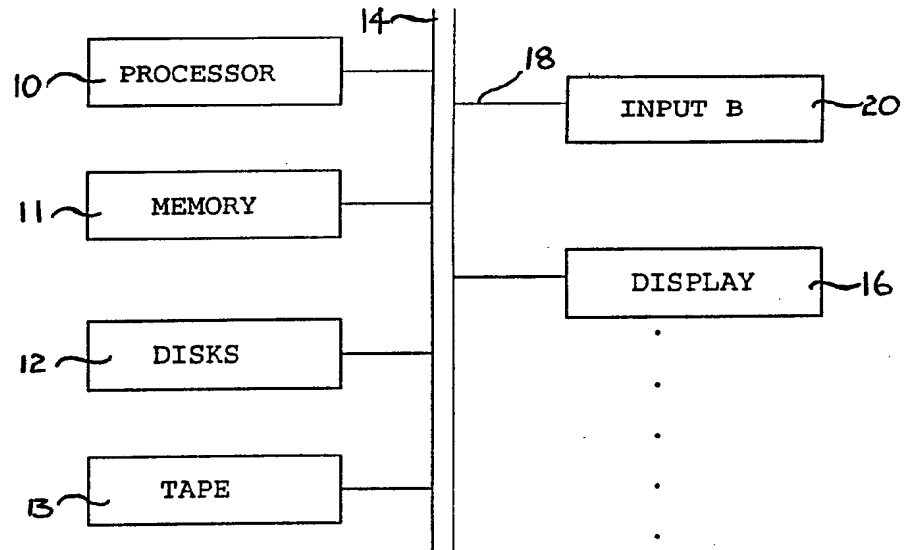 14
10 PROCESSOR
18
INPUT B 20
11 MEMORY
DISPLAY 16
12 DISKS
13 TAPE